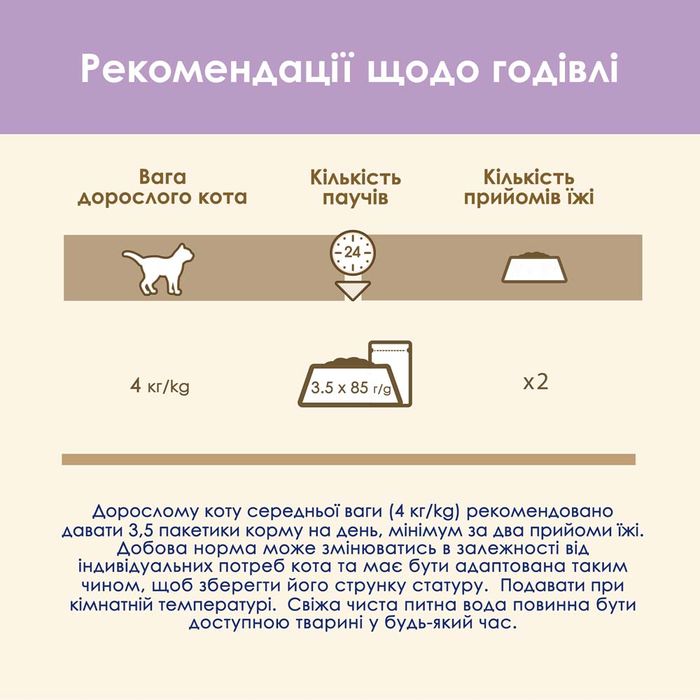 Рекомендації щодо годівлі
Вага
дорослого кота
Кількість
паучів
Кількість
прийомів їжі
24
4 кг/kg
3.5 х 85 г/g
х2
Дорослому коту середньої ваги (4 кг/kg) рекомендовано
давати 3,5 пакетики корму на день, мінімум за два прийоми їжі.
Добова норма може змінюватись в залежності від
індивідуальних потреб кота та має бути адаптована таким
чином, щоб зберегти його струнку статуру. Подавати при
кімнатній температурі. Свіжа чиста питна вода повинна бути
доступною тварині у будь-який час.